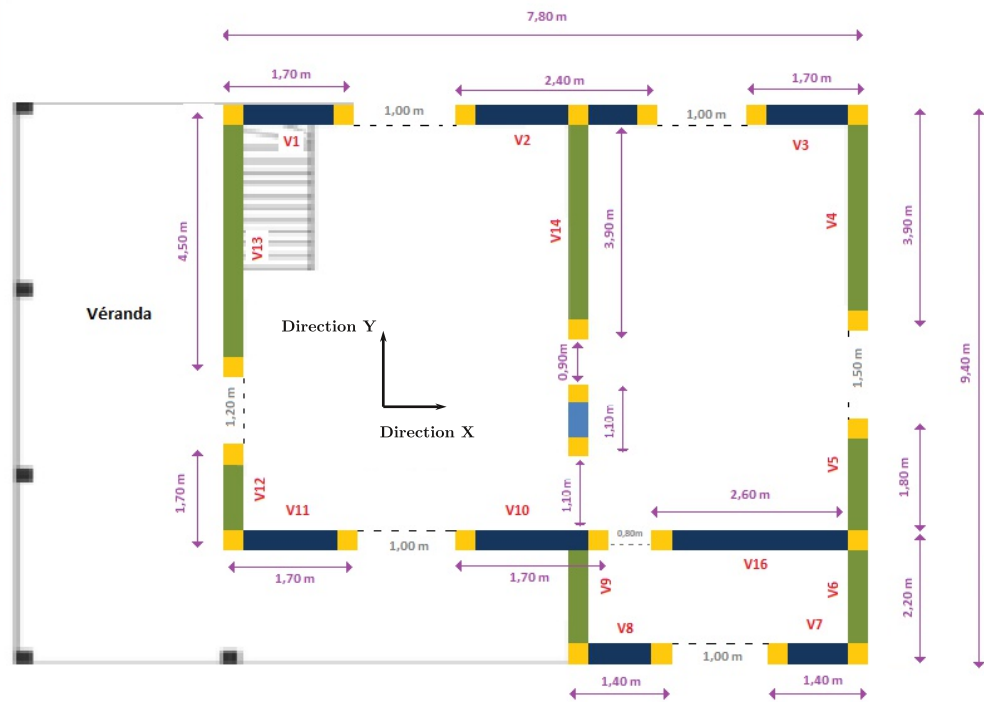 7,80 m
1,70 m
2,40 m
1,70 m
1,00 m
1,00 m
V1
V2
V3
4,50 m
V13
V14
3,90 m
V4
3,90 m
Véranda
Direction Y
Direction X
0,90m
1,50 m
9,40 m
1,20 m
1,10 m
1,10 m
1,70 m
V12
V11
V10
2,60 m
V5
1,80 m
1,00 m
0,80m
1,70 m
1,70 m
V16
V9
V6
2,20 m
V8
V7
1,00 m
1,40 m
1,40 m